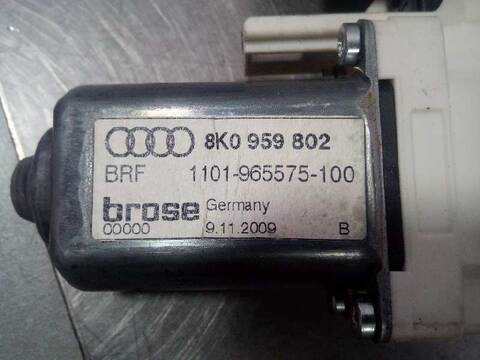 8K0 959 802
BRF 1101-965575-100
brose Germany
00000 9.11.2009 B